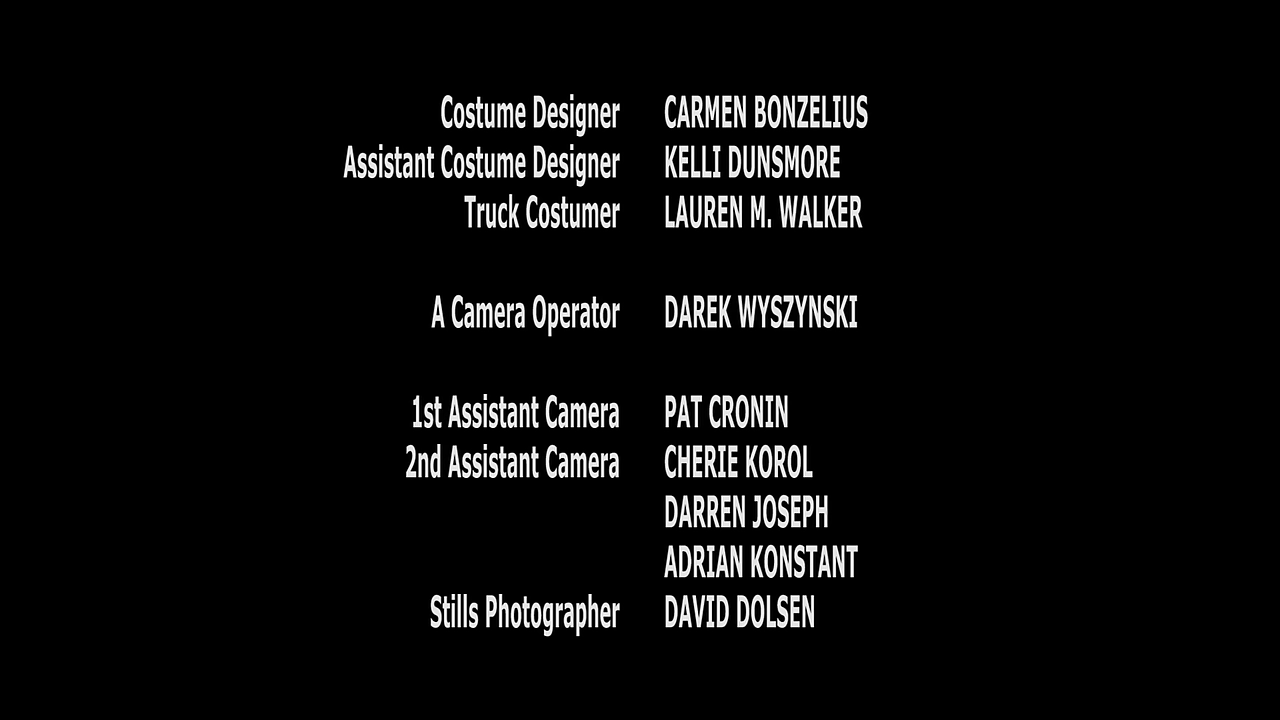 Costume Designer CARMEN BONZELIUS
Assistant Costume Designer KELLI DUNSMORE
Truck Costumer LAUREN M. WALKER
A Camera Operator DAREK WYSZYNSKI
1st Assistant Camera PAT CRONIN
2nd Assistant Camera CHERIE KOROL
DARREN JOSEPH
ADRIAN KONSTANT
Stills Photographer DAVID DOLSEN